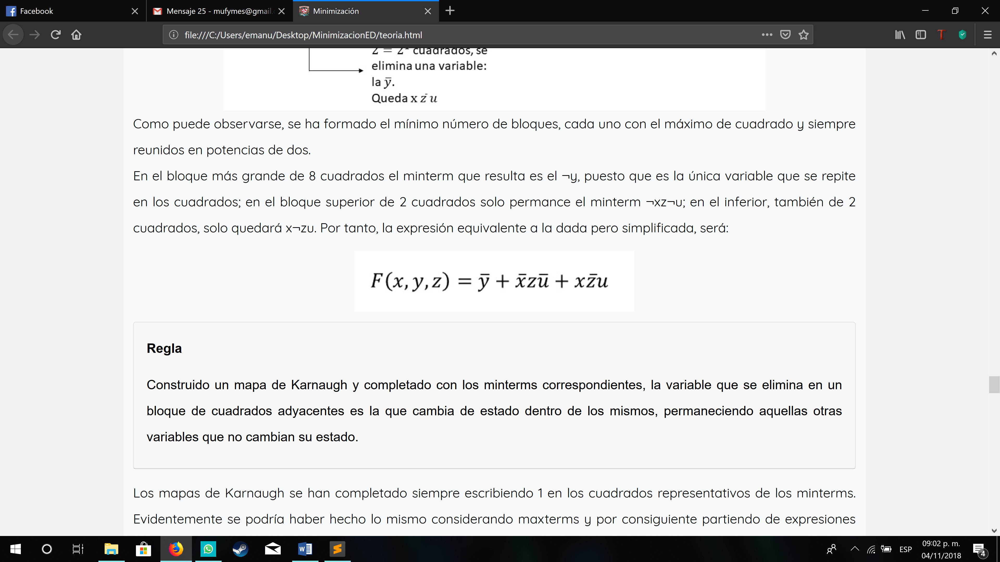 Facebook
Mensaje 25 - mufymes@gmail.
Minimización
file:///C:/Users/emanu/Desktop/MinimizacionED/teoria.html
2 = 2¹ cuadrados, se
elimina una variable:
la y̅.
Queda x z̅ u
Como puede observarse, se ha formado el mínimo número de bloques, cada uno con el máximo de cuadrado y siempre
reunidos en potencias de dos.
En el bloque más grande de 8 cuadrados el minterm que resulta es el ¬y, puesto que es la única variable que se repite
en los cuadrados; en el bloque superior de 2 cuadrados solo permance el minterm ¬xz¬u; en el inferior, también de 2
cuadrados, solo quedará x¬zu. Por tanto, la expresión equivalente a la dada pero simplificada, será:
F(x, y, z) = y̅ + x̅zu̅ + xz̅u
Regla
Construido un mapa de Karnaugh y completado con los minterms correspondientes, la variable que se elimina en un
bloque de cuadrados adyacentes es la que cambia de estado dentro de los mismos, permaneciendo aquellas otras
variables que no cambian su estado.
Los mapas de Karnaugh se han completado siempre escribiendo 1 en los cuadrados representativos de los minterms.
Evidentemente se podría haber hecho lo mismo considerando maxterms y por consiguiente partiendo de expresiones
ESP
09:02 p. m.
04/11/2018
4